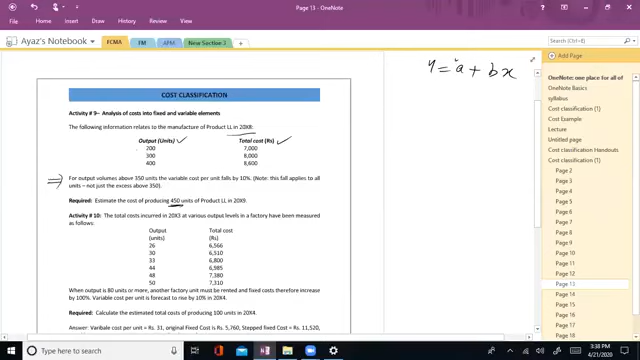 Page 13 - OneNote
Ayaz's Notebook
FCMA
FM
APM
New Section 3
Search (Ctrl+E)
Add Page
y = a + bx
COST CLASSIFICATION
Activity # 9– Analysis of costs into fixed and variable elements
The following information relates to the manufacture of Product LL in 20X8:
Output (Units) Total cost (Rs)
200 7,000
300 8,000
400 8,600
For output volumes above 350 units the variable cost per unit falls by 10%. (Note: this fall applies to all
units – not just the excess above 350).
Required: Estimate the cost of producing 450 units of Product LL in 20X9.
Activity # 10: The total costs incurred in 20X3 at various output levels in a factory have been measured
as follows:
Output Total cost
(units) (Rs)
26 6,566
30 6,510
33 6,800
44 6,985
48 7,380
50 7,310
When output is 80 units or more, another factory unit must be rented and fixed costs therefore increase
by 100%. Variable cost per unit is forecast to rise by 10% in 20X4.
Required: Calculate the estimated total costs of producing 100 units in 20X4.
Answer: Varibale cost per unit = Rs. 31, original Fixed Cost is Rs. 5,760, Stepped fixed Cost = Rs. 11,520,
OneNote: one place for all of
OneNote Basics
syllabus
Cost classification
Cost Example
Lecture
Untitled page
Cost classification Handouts
Cost classification
Page 2
Page 3
Page 4
Page 5
Page 6
Page 7
Page 8
Page 9
Page 10
Page 11
Page 12
Page 13
Page 14
Page 15
Page 16
Page 17
Page 18
3:38 PM
4/21/2020